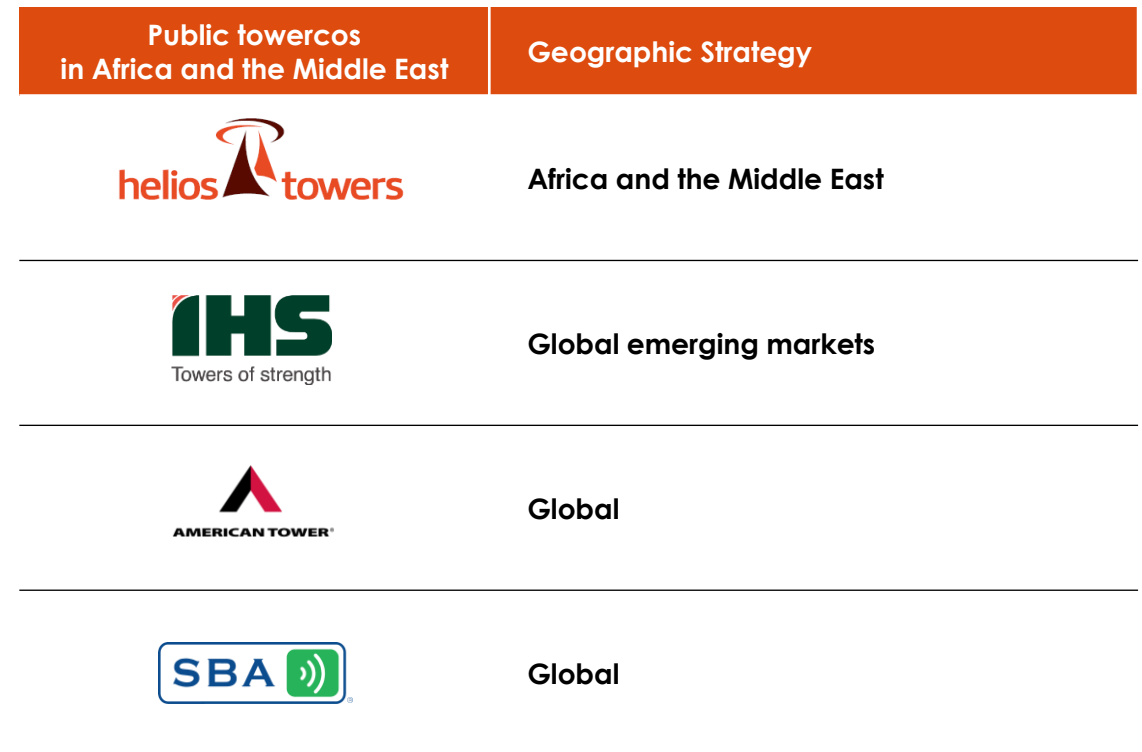 Public towercos
in Africa and the Middle East
Geographic Strategy
helios towers
Africa and the Middle East
IHS
Towers of strength
Global emerging markets
AMERICAN TOWER®
Global
SBA
®
Global